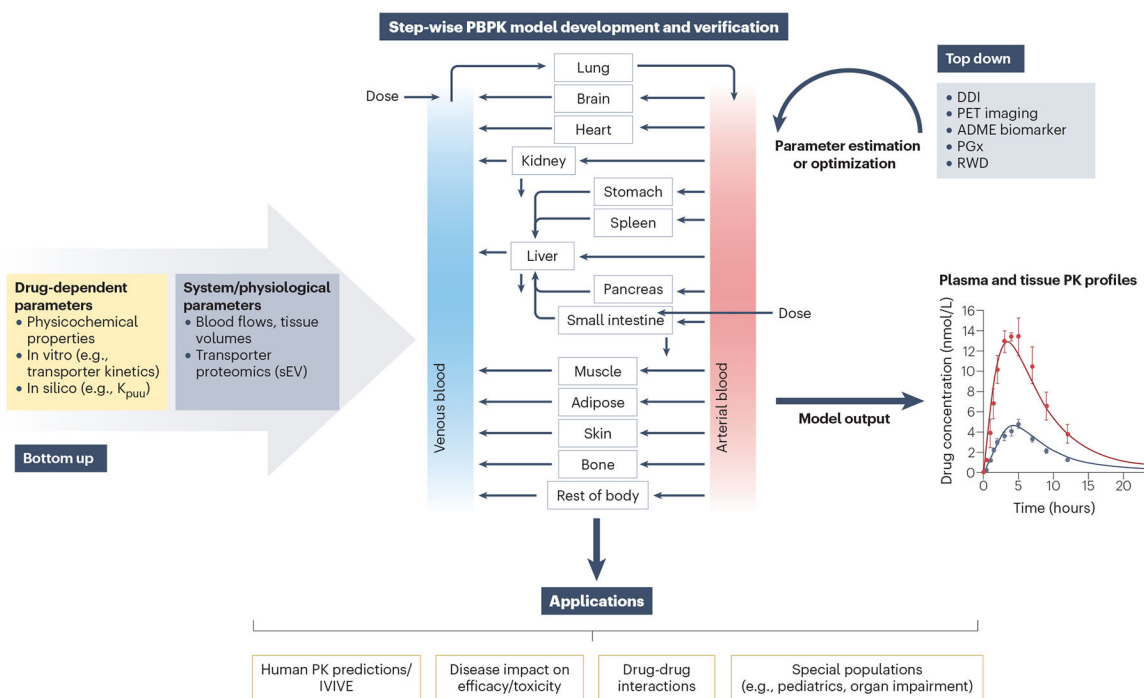 Step-wise PBPK model development and verification
Lung
Dose
Brain
Heart
Kidney
Stomach
Spleen
Liver
Pancreas
Small intestine
Dose
Muscle
Adipose
Skin
Bone
Rest of body
Venous blood
Arterial blood
Top down
• DDI
• PET imaging
• ADME biomarker
• PGx
• RWD
Parameter estimation
or optimization
Drug-dependent
parameters
• Physicochemical
properties
• In vitro (e.g.,
transporter kinetics)
• In silico (e.g., Kpuu)
System/physiological
parameters
• Blood flows, tissue
volumes
• Transporter
proteomics (sEV)
Bottom up
Model output
Plasma and tissue PK profiles
Drug concentration (nmol/L)
16
14
12
10
8
6
4
2
0
0 5 10 15 20
Time (hours)
Applications
Human PK predictions/
IVIVE
Disease impact on
efficacy/toxicity
Drug-drug
interactions
Special populations
(e.g., pediatrics, organ impairment)